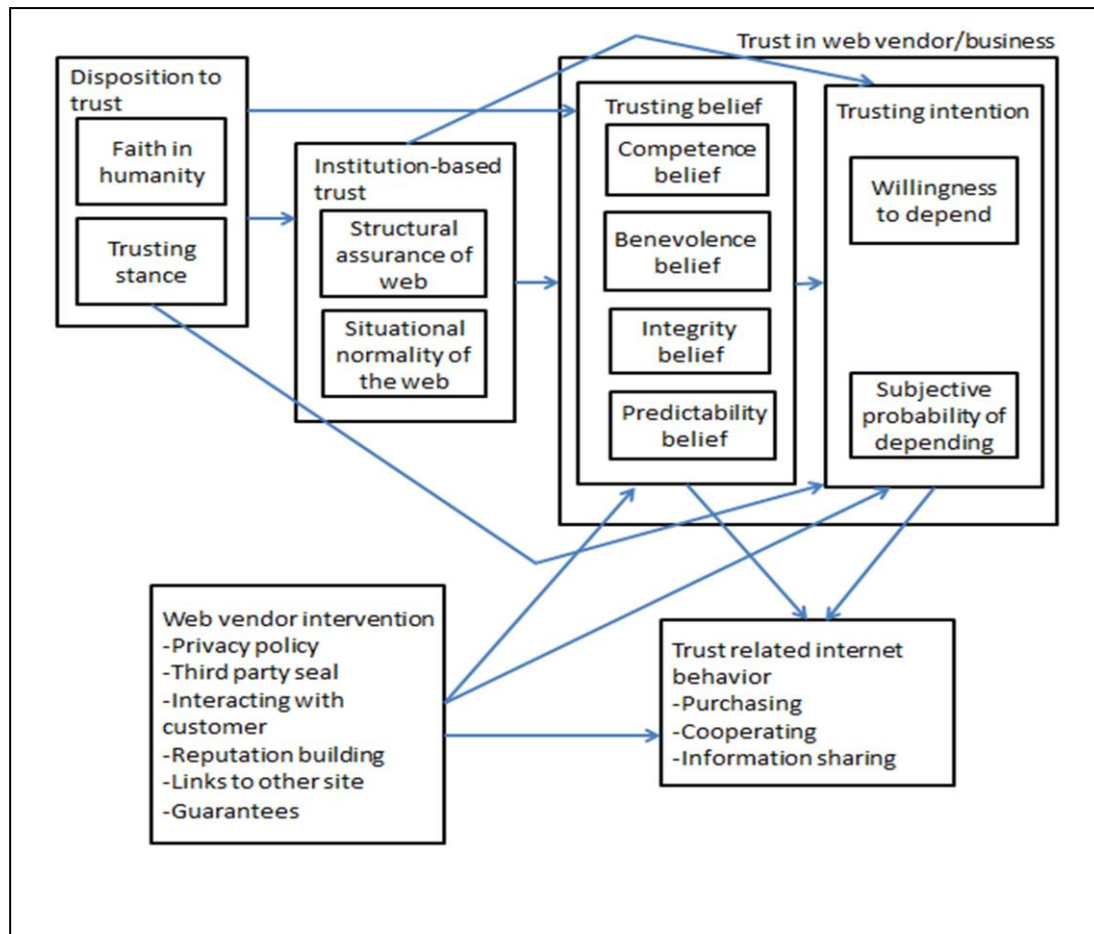 Trust in web vendor/business
Disposition to
trust
Faith in
humanity
Trusting
stance
Institution-based
trust
Structural
assurance of
web
Situational
normality of
the web
Trusting belief
Competence
belief
Benevolence
belief
Integrity
belief
Predictability
belief
Trusting intention
Willingness
to depend
Subjective
probability of
depending
Web vendor intervention
-Privacy policy
-Third party seal
-Interacting with
customer
-Reputation building
-Links to other site
-Guarantees
Trust related internet
behavior
-Purchasing
-Cooperating
-Information sharing